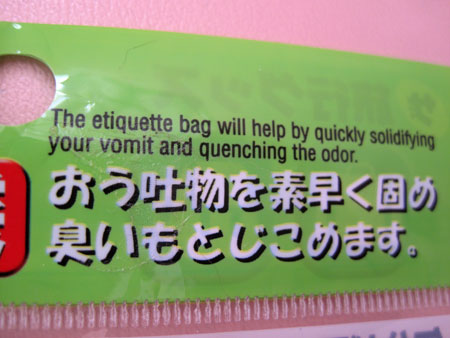 The etiquette bag will help by quickly solidifying
your vomit and quenching the odor.
おう吐物を素早く固め
臭いもとじこめます。